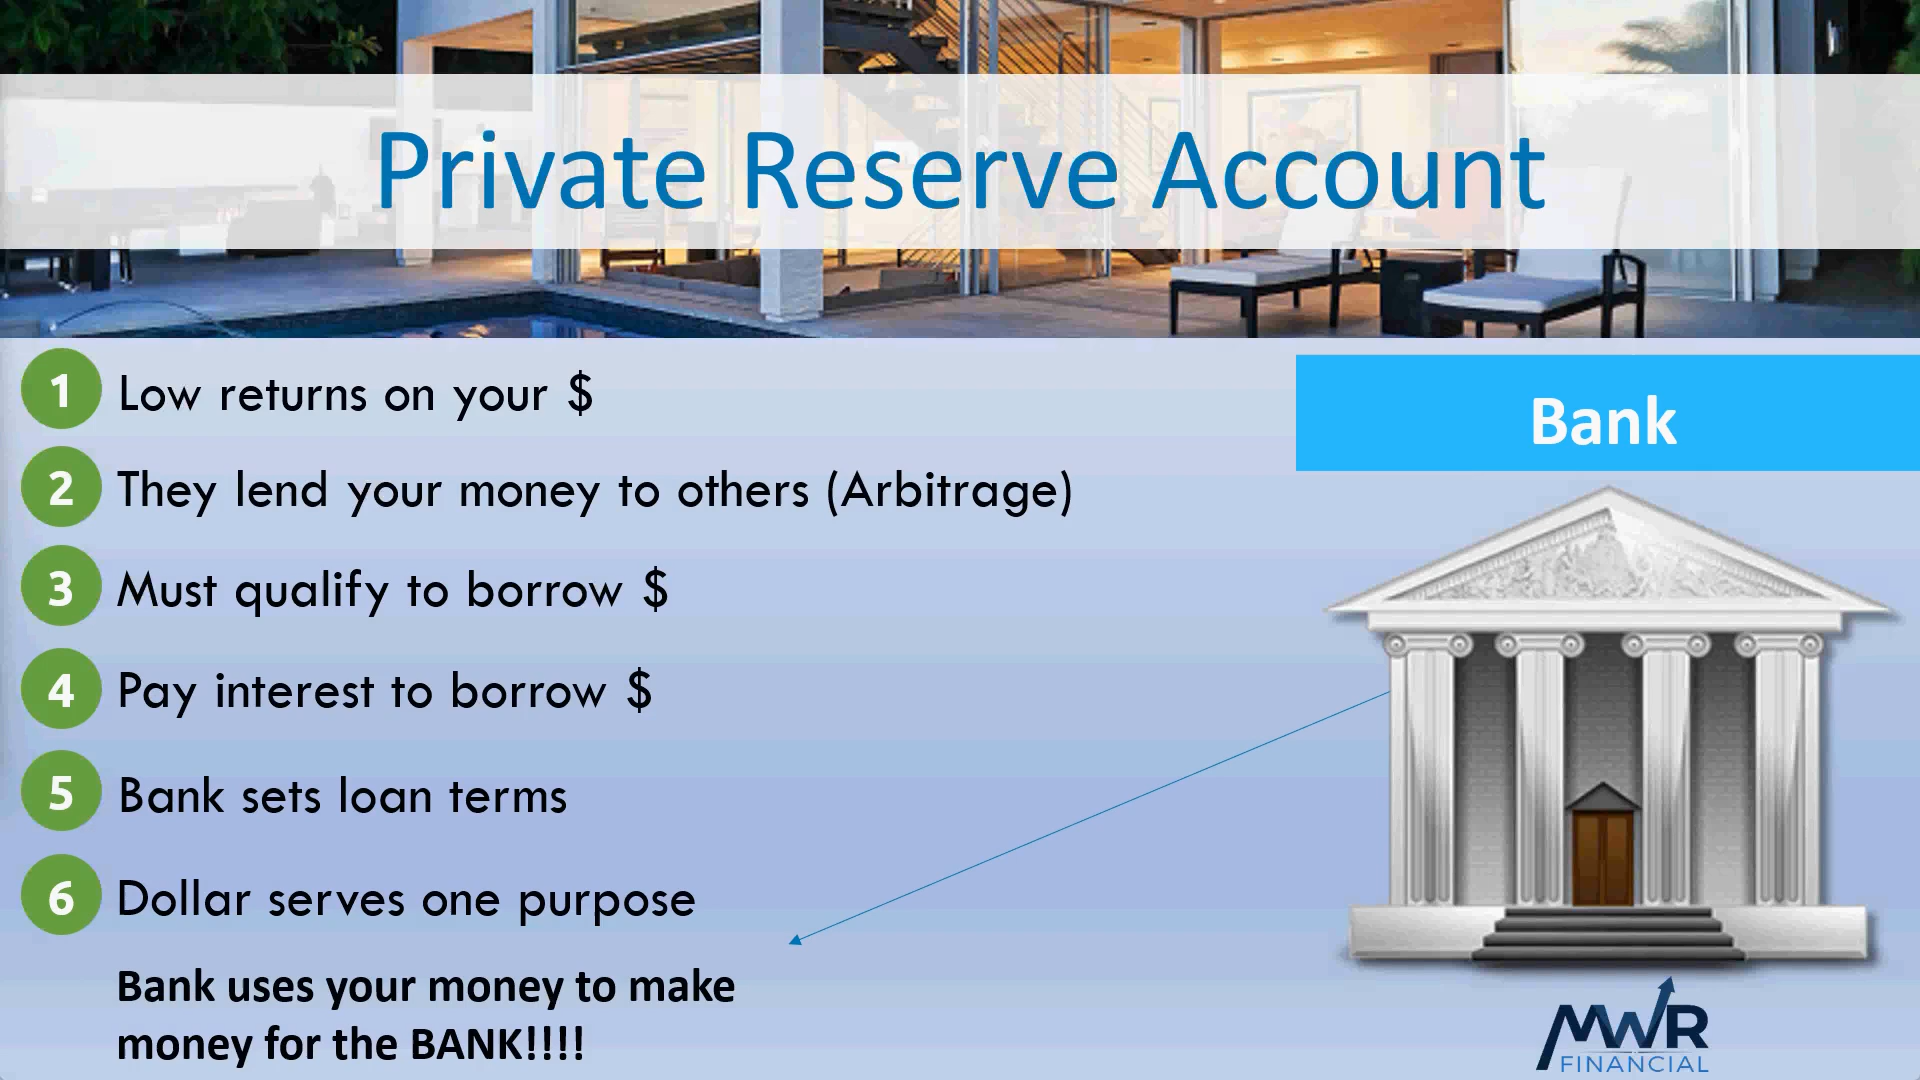 Private Reserve Account
1 Low returns on your $
2 They lend your money to others (Arbitrage)
3 Must qualify to borrow $
4 Pay interest to borrow $
5 Bank sets loan terms
6 Dollar serves one purpose
Bank uses your money to make
money for the BANK!!!!
Bank
MWR
FINANCIAL